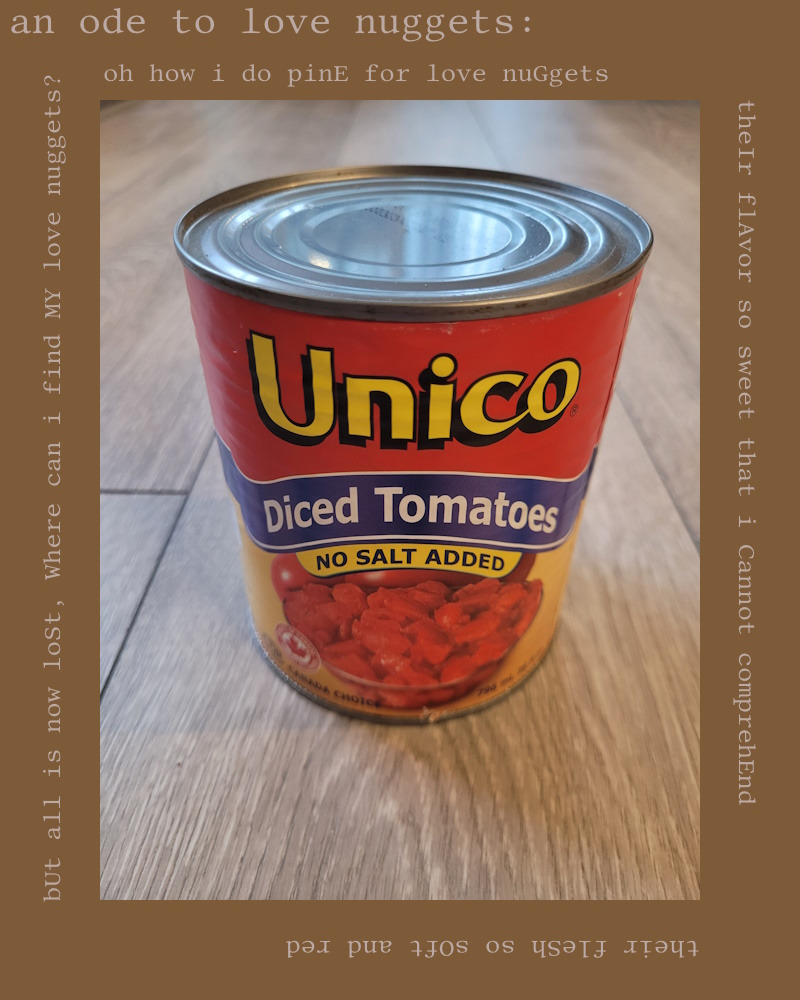 an ode to love nuggets:
oh how i do pinE for love nuGgets
theIr flAvor so sweet that i Cannot comprehEnd
their fleSh so sOft and red
bUt all is now loSt, Where can i find MY love nuggets?
Unico®
Diced Tomatoes
NO SALT ADDED
CANADA CHOICE